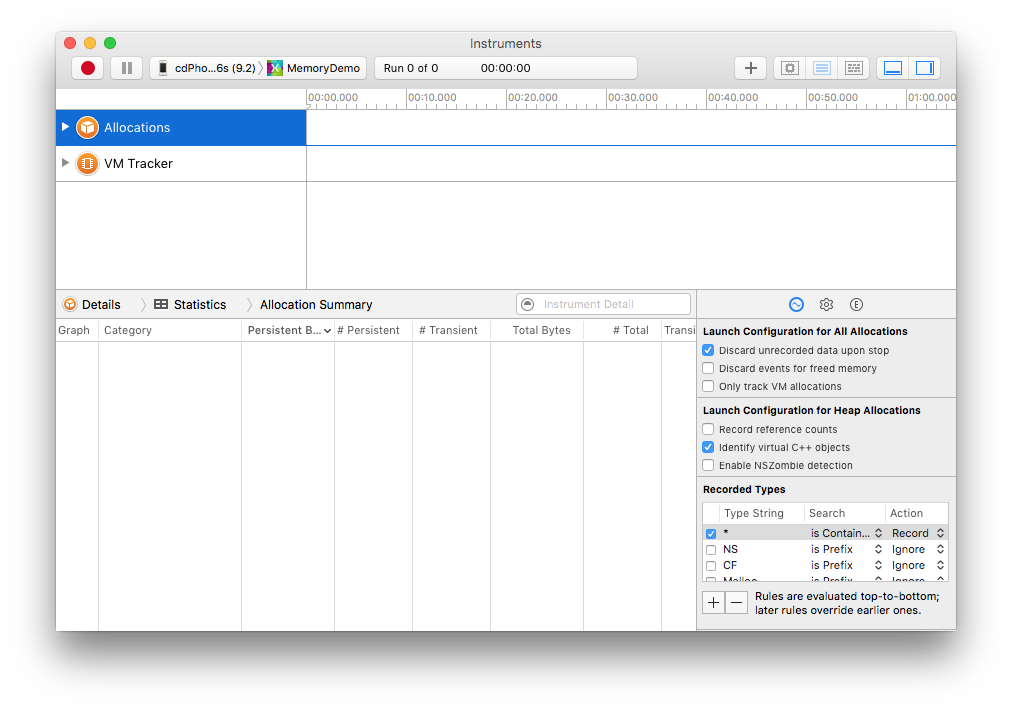 Instruments
cdPho...6s (9.2) MemoryDemo Run 0 of 0 00:00:00
00:00.000 00:10.000 00:20.000 00:30.000 00:40.000 00:50.000 01:00.000
Allocations
VM Tracker
Details Statistics Allocation Summary Instrument Detail E
Graph Category Persistent B... # Persistent # Transient Total Bytes # Total Transi
Launch Configuration for All Allocations
Discard unrecorded data upon stop
Discard events for freed memory
Only track VM allocations
Launch Configuration for Heap Allocations
Record reference counts
Identify virtual C++ objects
Enable NSZombie detection
Recorded Types
Type String Search Action
* is Contain... Record
NS is Prefix Ignore
CF is Prefix Ignore
Malloc is Prefix Ignore
Rules are evaluated top-to-bottom;
later rules override earlier ones.